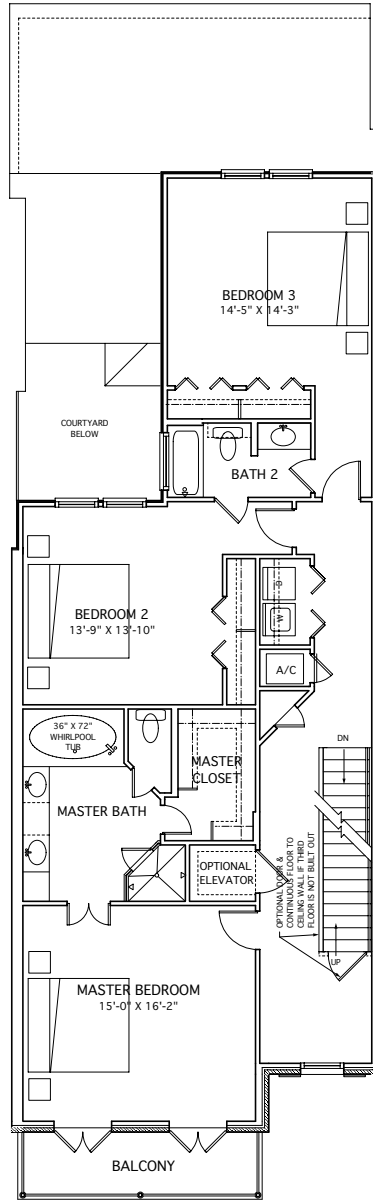 BEDROOM 3
14'-5" X 14'-3"
COURTYARD
BELOW
BATH 2
BEDROOM 2
13'-9" X 13'-10"
D
W
A/C
36" X 72"
WHIRLPOOL
TUB
MASTER
CLOSET
DN
MASTER BATH
OPTIONAL
ELEVATOR
OPTIONAL DOOR &
CONTINUOUS FLOOR TO
CEILING WALL IF THIRD
FLOOR IS NOT BUILT OUT
UP
MASTER BEDROOM
15'-0" X 16'-2"
BALCONY